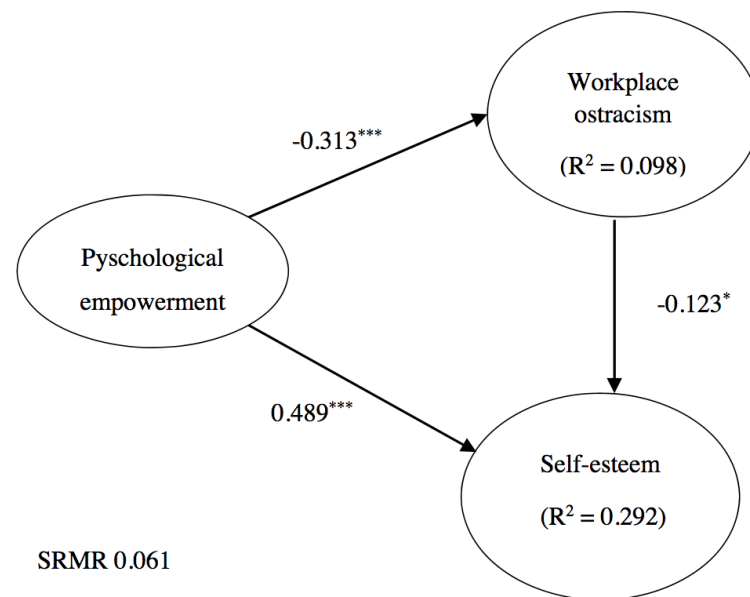 Workplace
ostracism
(R² = 0.098)
-0.313***
Pyschological
empowerment
-0.123*
0.489***
Self-esteem
(R² = 0.292)
SRMR 0.061